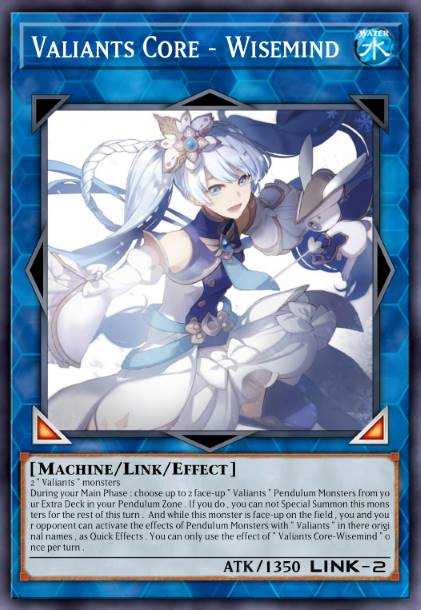 Valiants Core - Wisemind
WATER
水
[Machine/Link/Effect]
2 " Valiants " monsters
During your Main Phase : choose up to 2 face-up " Valiants " Pendulum Monsters from yo
ur Extra Deck in your Pendulum Zone . If you do , you can not Special Summon this mons
ters for the rest of this turn . And while this monster is face-up on the field , you and you
r opponent can activate the effects of Pendulum Monsters with " Valiants " in there origi
nal names , as Quick Effects . You can only use the effect of " Valiants Core-Wisemind " o
nce per turn .
ATK/1350 LINK-2